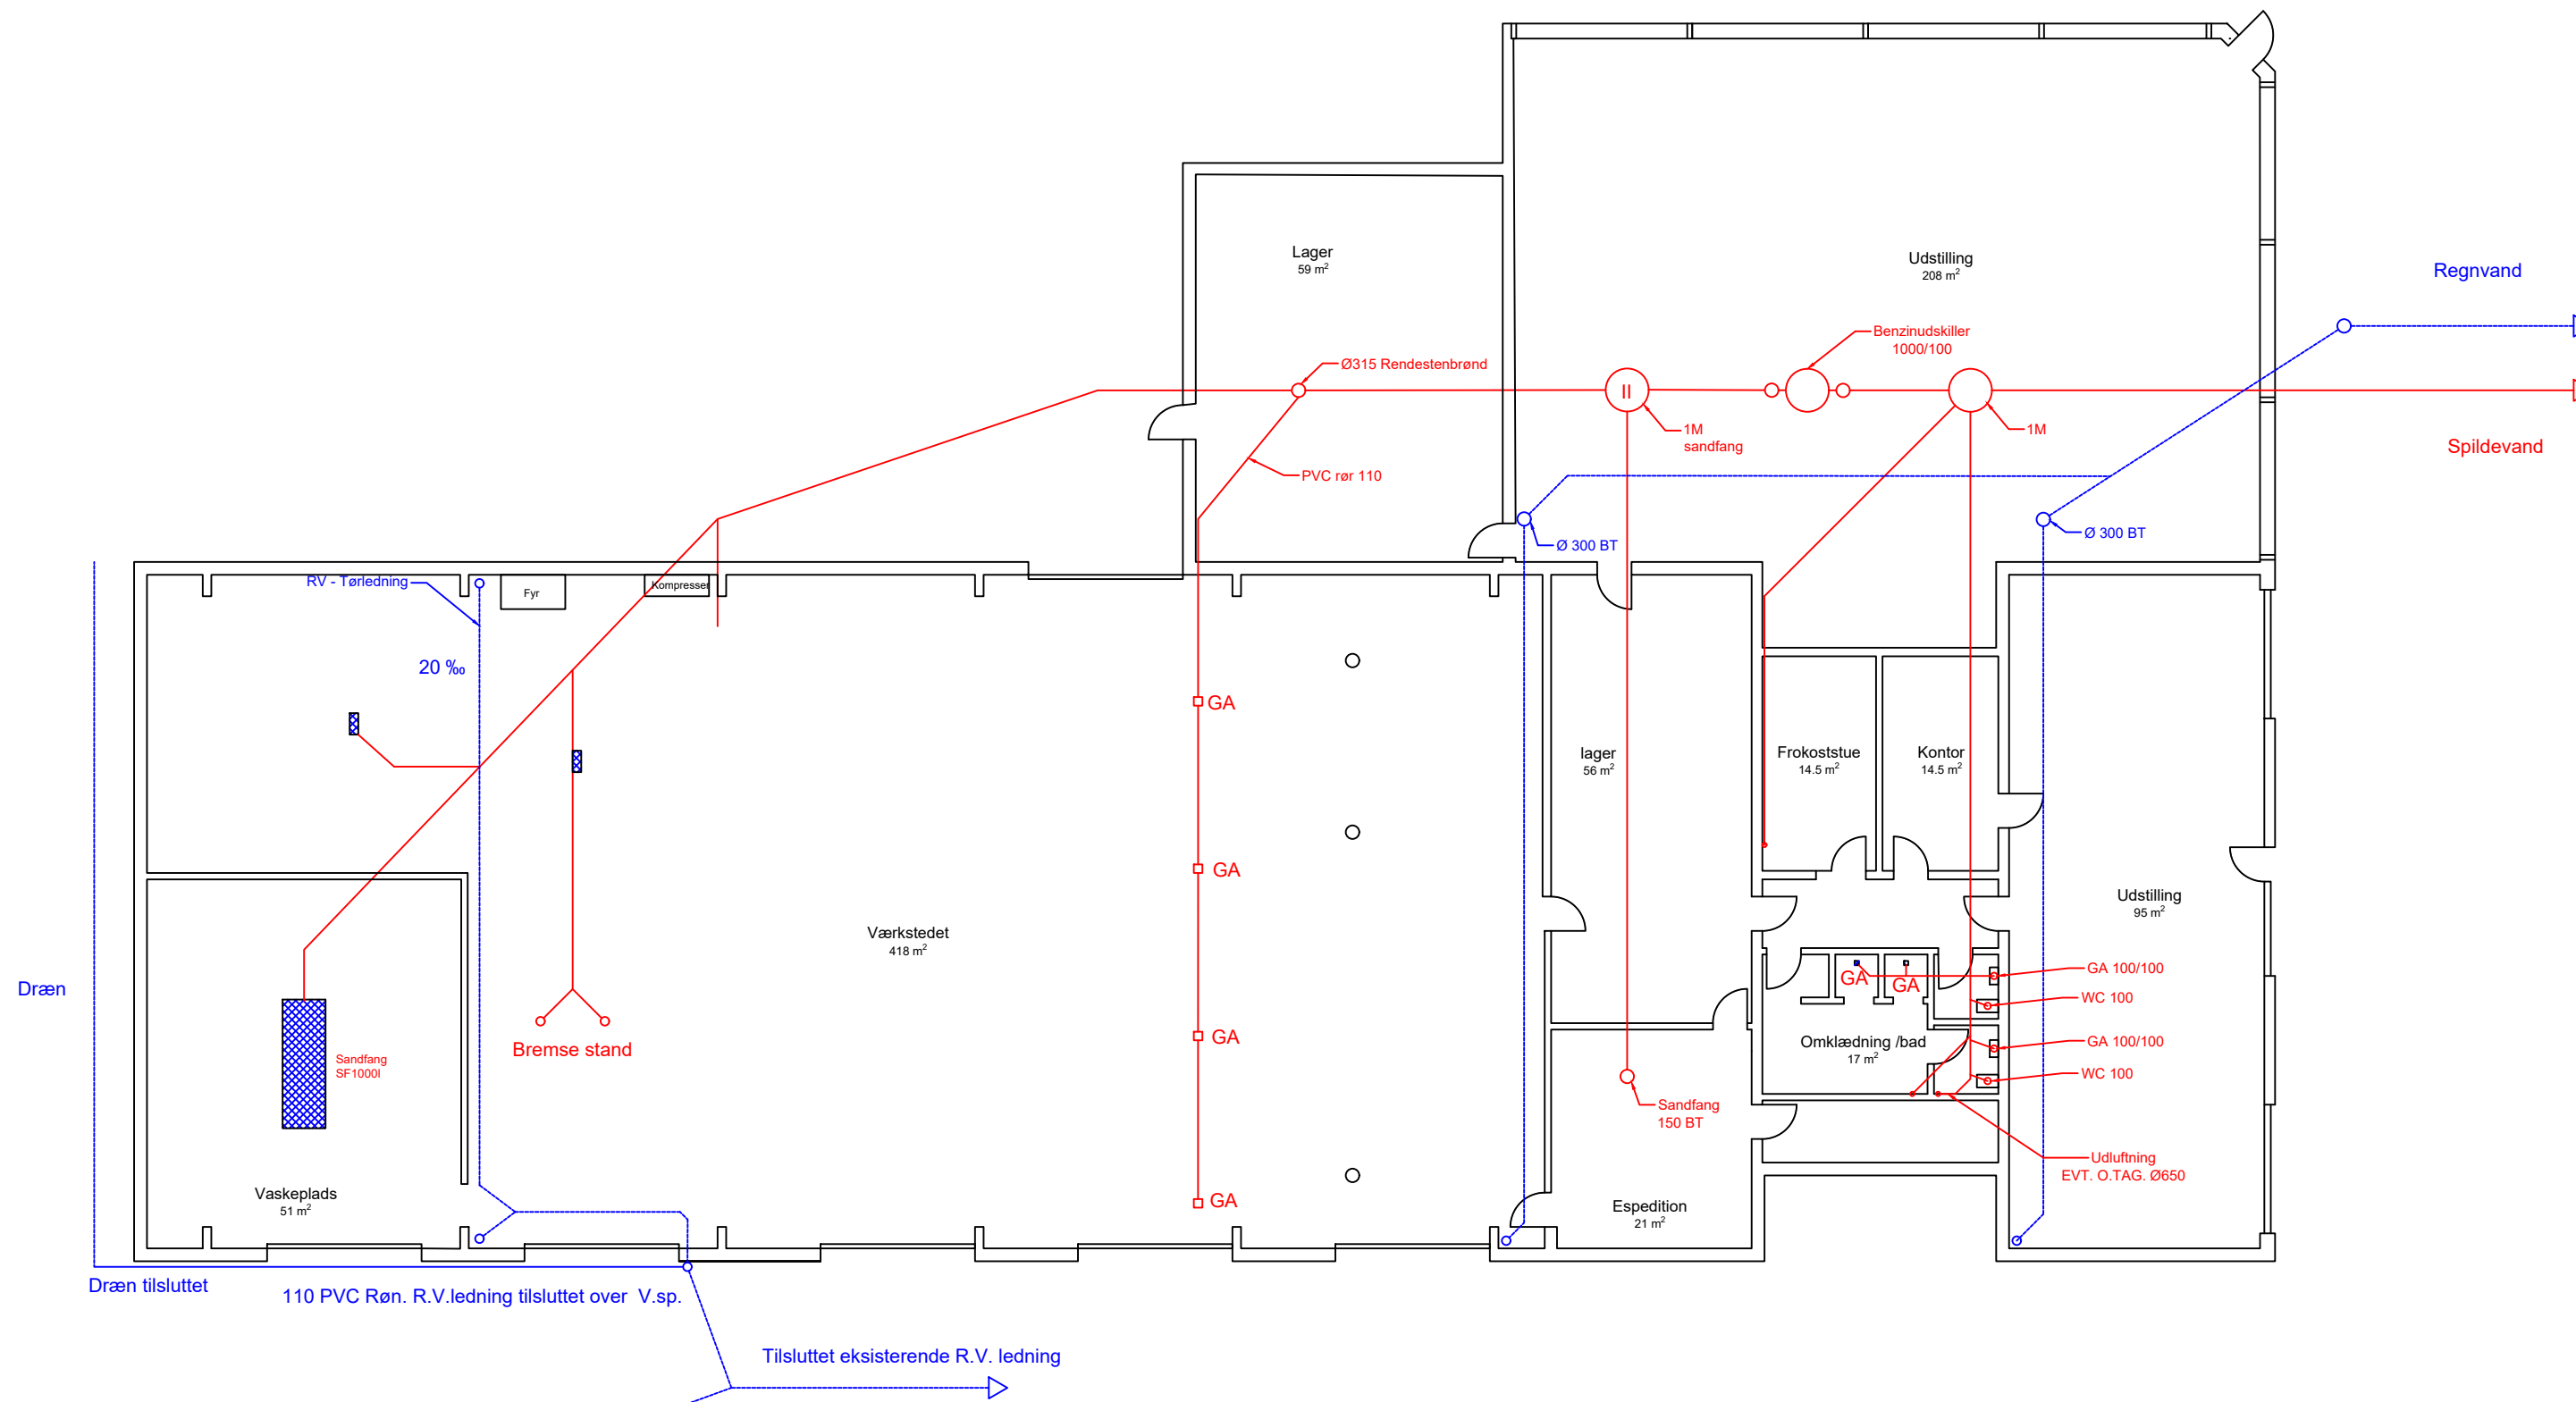 Lager
59 m²
Udstilling
208 m²
Regnvand
Benzinudskiller
1000/100
Ø315 Rendestenbrønd
II
1M
sandfang
1M
Spildevand
PVC rør 110
Ø 300 BT
Ø 300 BT
RV - Tørledning
Fyr
Kompresser
20 ‰
GA
lager
56 m²
Frokoststue
14.5 m²
Kontor
14.5 m²
GA
Udstilling
95 m²
Værkstedet
418 m²
Dræn
GA
GA
GA 100/100
WC 100
Bremse stand
GA
Omklædning /bad
17 m²
GA 100/100
WC 100
Sandfang
SF1000l
Sandfang
150 BT
Udluftning
EVT. O.TAG. Ø650
Vaskeplads
51 m²
GA
Espedition
21 m²
Dræn tilsluttet
110 PVC Røn. R.V.ledning tilsluttet over V.sp.
Tilsluttet eksisterende R.V. ledning